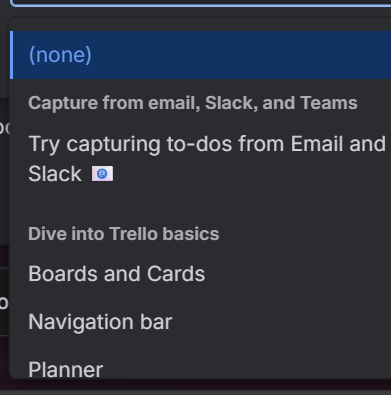 (none)
Capture from email, Slack, and Teams
Try capturing to-dos from Email and
Slack
Dive into Trello basics
Boards and Cards
Navigation bar
Planner